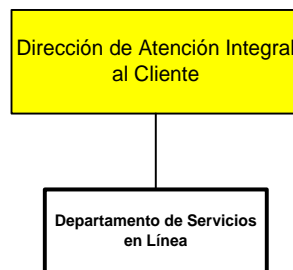 Dirección de Atención Integral
al Cliente
Departamento de Servicios
en Línea